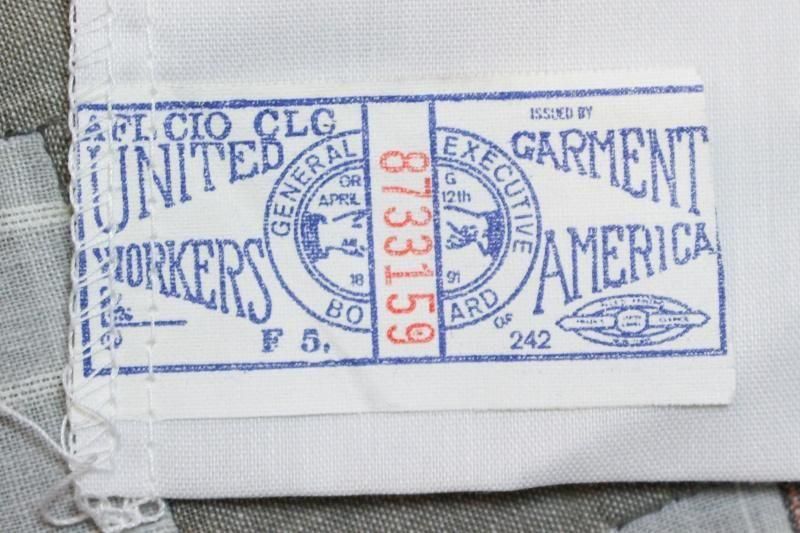 AFL CIO CLC
UNITED
WORKERS
F 5.
GENERAL EXECUTIVE
BOARD
ORG
APRIL 12th
18 91
8733159
ISSUED BY
GARMENT
OF AMERICA
242